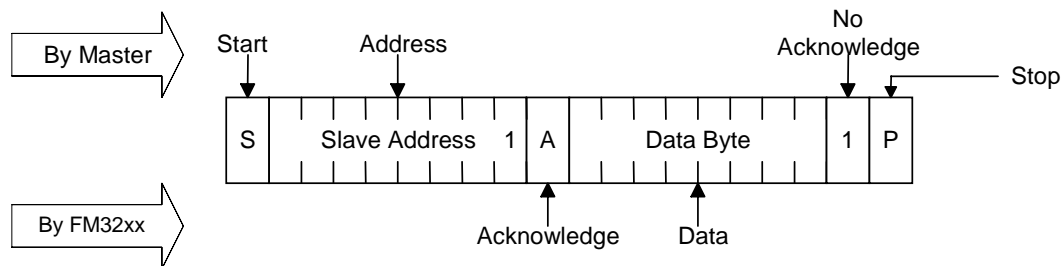 No
Start Address Acknowledge
By Master
Stop
S Slave Address 1 A Data Byte 1 P
By FM32xx
Acknowledge Data